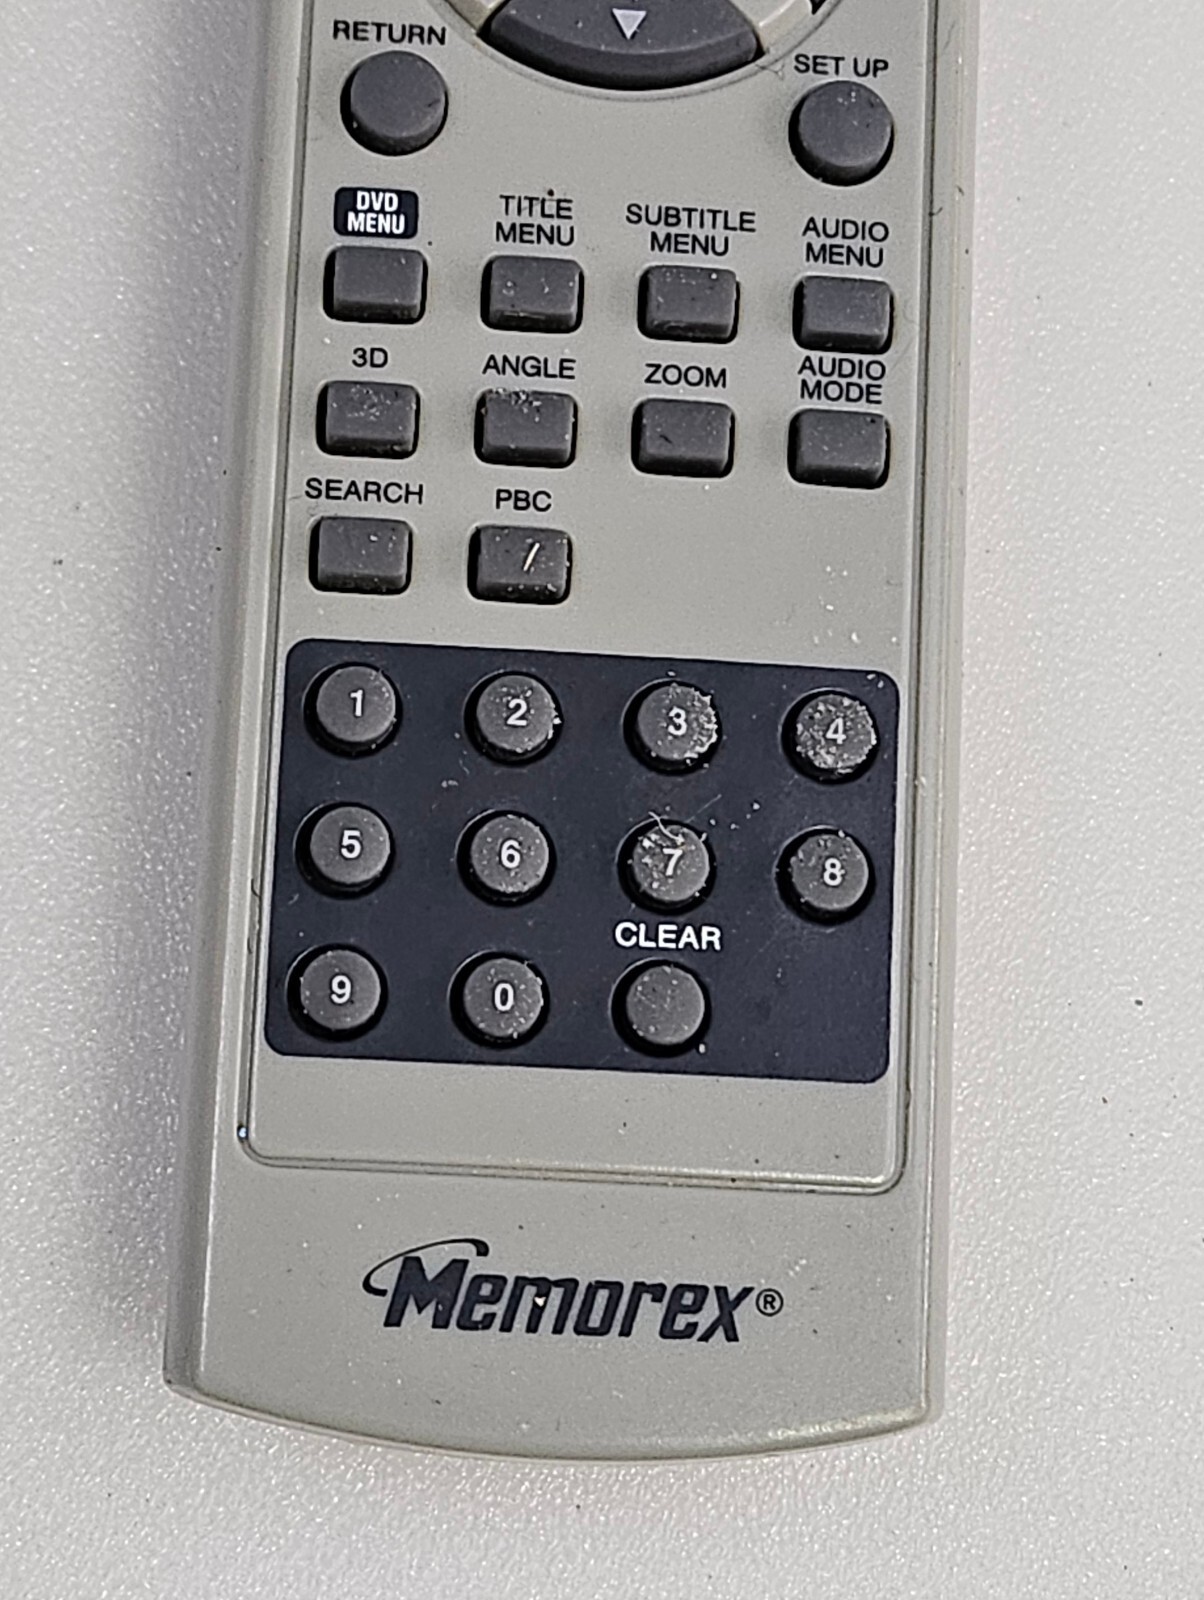 RETURN
SET UP
DVD
MENU
TITLE
MENU
SUBTITLE
MENU
AUDIO
MENU
3D
ANGLE
ZOOM
AUDIO
MODE
SEARCH
PBC
1 2 3 4
5 6 7 8
CLEAR
9 0
Memorex®